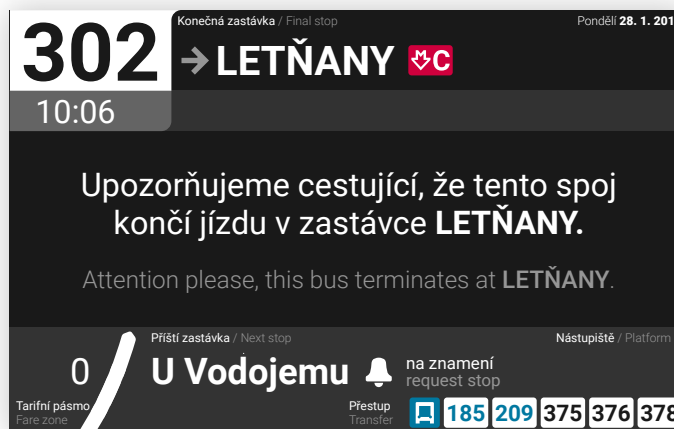 302
Konečná zastávka / Final stop
Pondělí 28. 1. 201
→ LETŇANY C
10:06
Upozorňujeme cestující, že tento spoj
končí jízdu v zastávce LETŇANY.
Attention please, this bus terminates at LETŇANY.
Příští zastávka / Next stop
Nástupiště / Platform
0
U Vodojemu
na znamení
request stop
Tarifní pásmo
Fare zone
Přestup
Transfer
185 209 375 376 378